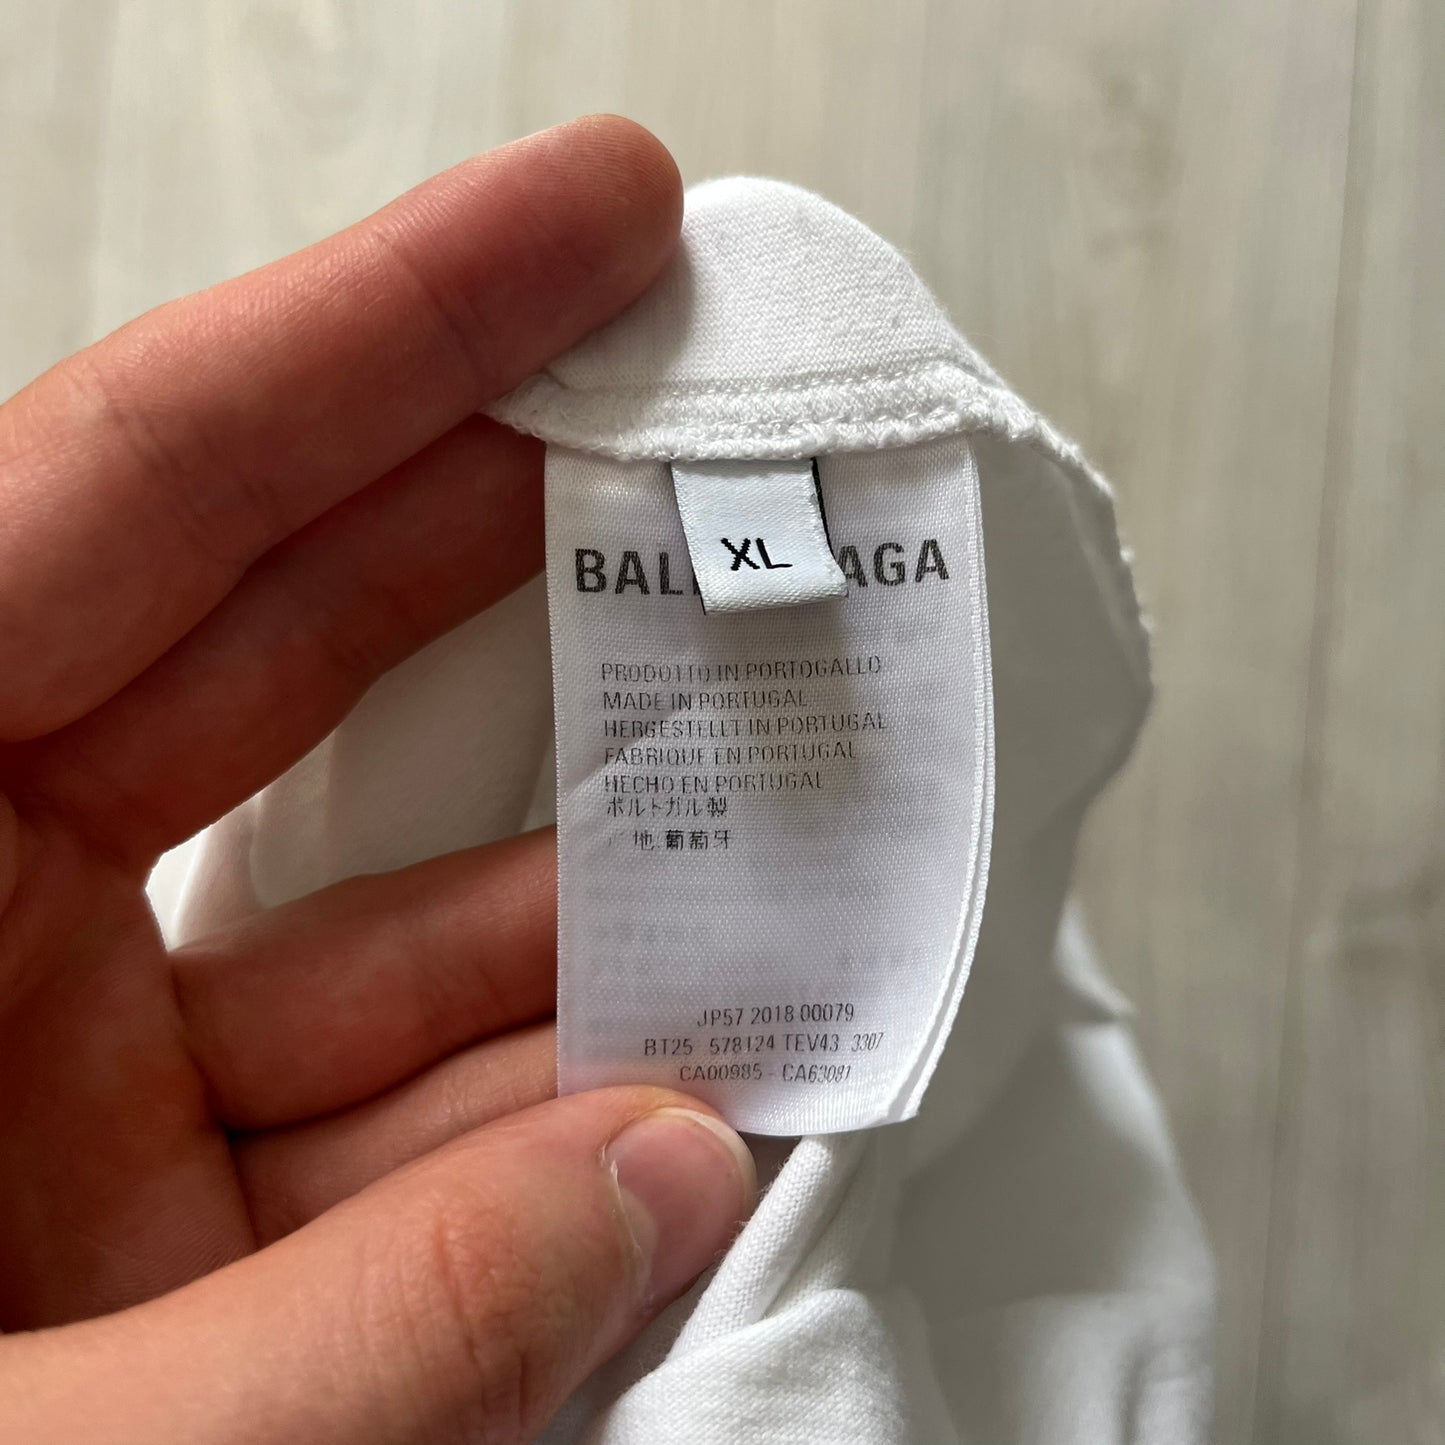 XL
BAL AGA
PRODOTTO IN PORTOGALLO
MADE IN PORTUGAL
HERGESTELLT IN PORTUGAL
FABRIQUE EN PORTUGAL
HECHO EN PORTUGAL
ポルトガル製
产地:葡萄牙
JP57 2018 00079
BT25 578124 TEV43 3307
CA00985 - CA63081